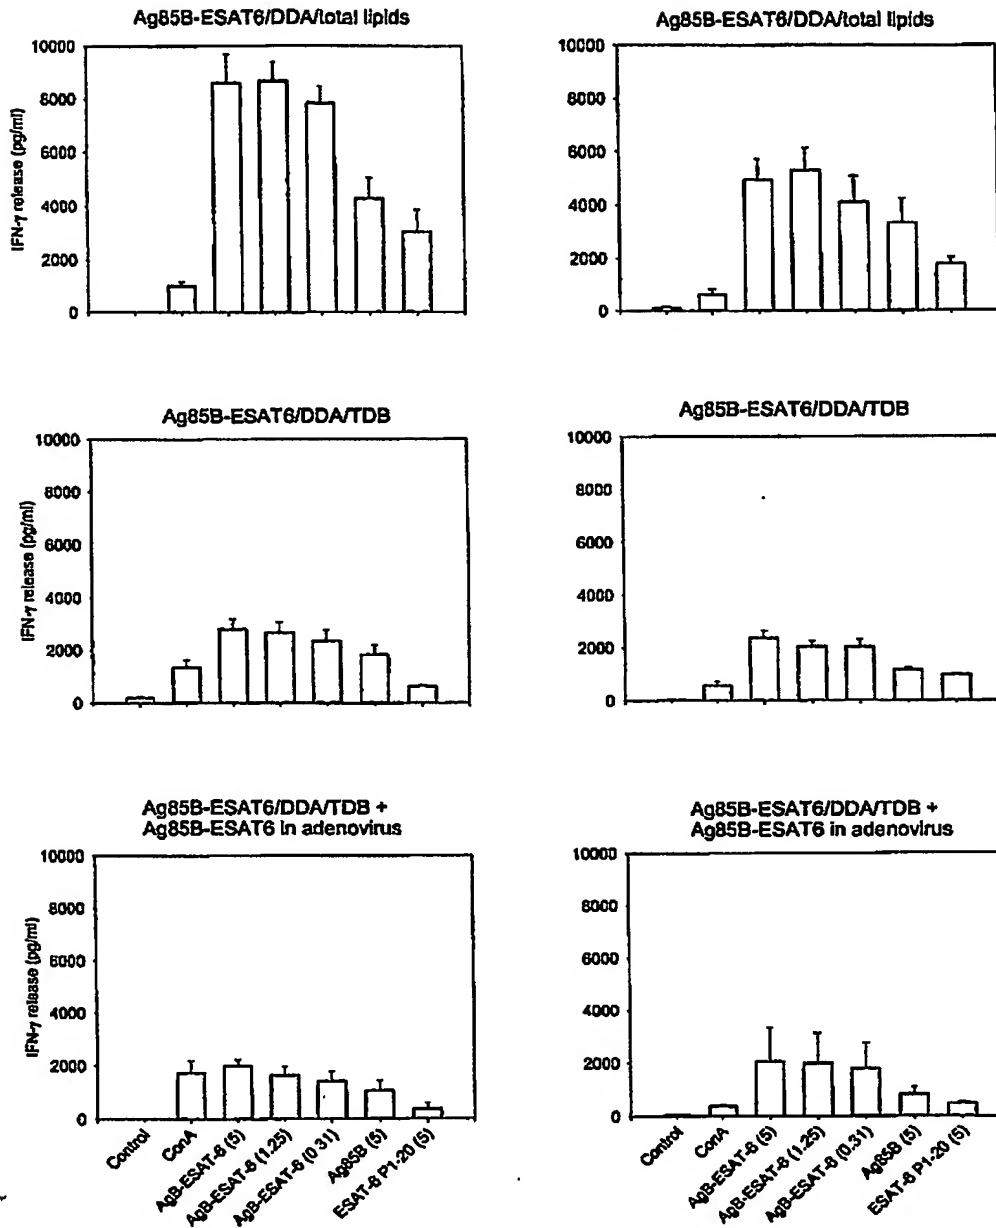 Ag85B-ESAT6/DDA/total lipids
IFN-γ release (pg/ml)
10000
8000
6000
4000
2000
0
Ag85B-ESAT6/DDA/total lipids
10000
8000
6000
4000
2000
0
Ag85B-ESAT6/DDA/TDB
IFN-γ release (pg/ml)
10000
8000
6000
4000
2000
0
Ag85B-ESAT6/DDA/TDB
10000
8000
6000
4000
2000
0
Ag85B-ESAT6/DDA/TDB +
Ag85B-ESAT6 in adenovirus
IFN-γ release (pg/ml)
10000
8000
6000
4000
2000
0
Control
ConA
AgB-ESAT-6 (5)
AgB-ESAT-6 (1.25)
AgB-ESAT-6 (0.31)
Ag85B (5)
ESAT-6 P1-20 (5)
Ag85B-ESAT6/DDA/TDB +
Ag85B-ESAT6 in adenovirus
10000
8000
6000
4000
2000
0
Control
ConA
AgB-ESAT-6 (5)
AgB-ESAT-6 (1.25)
AgB-ESAT-6 (0.31)
Ag85B (5)
ESAT-6 P1-20 (5)